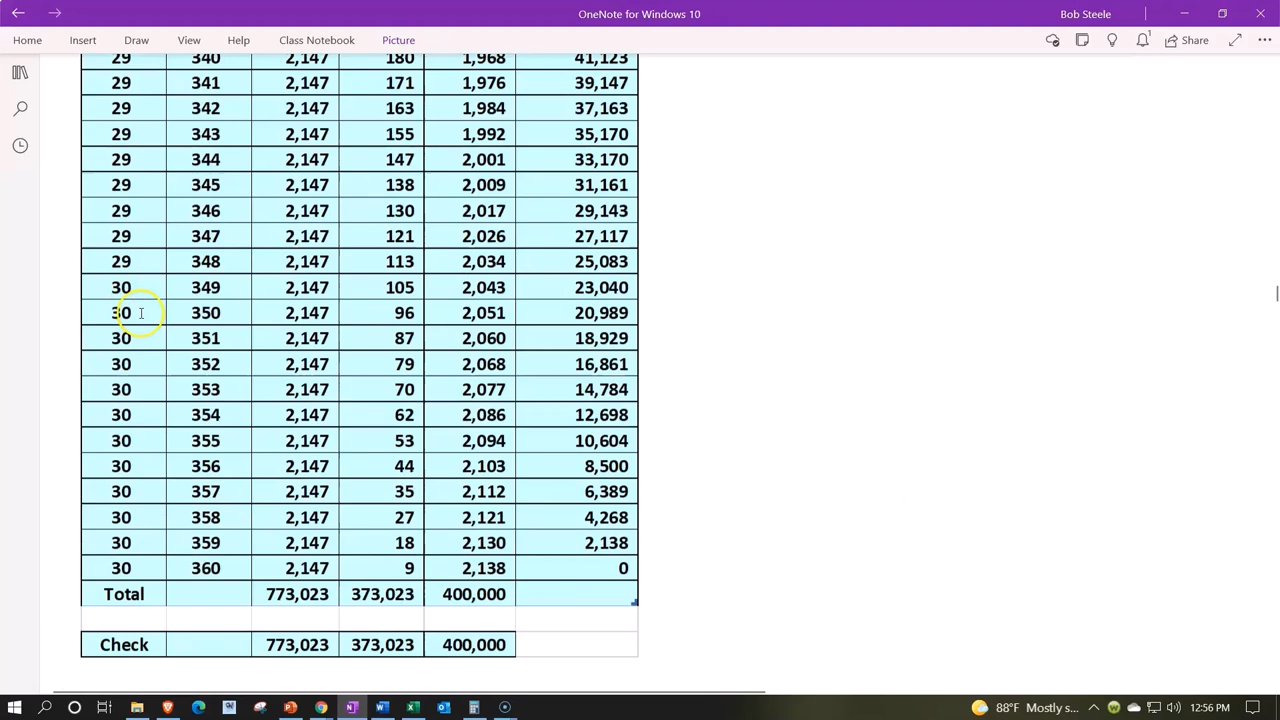 OneNote for Windows 10
Bob Steele
Home Insert Draw View Help Class Notebook Picture
Share
29 340 2,147 180 1,968 41,123
29 341 2,147 171 1,976 39,147
29 342 2,147 163 1,984 37,163
29 343 2,147 155 1,992 35,170
29 344 2,147 147 2,001 33,170
29 345 2,147 138 2,009 31,161
29 346 2,147 130 2,017 29,143
29 347 2,147 121 2,026 27,117
29 348 2,147 113 2,034 25,083
30 349 2,147 105 2,043 23,040
30 350 2,147 96 2,051 20,989
30 351 2,147 87 2,060 18,929
30 352 2,147 79 2,068 16,861
30 353 2,147 70 2,077 14,784
30 354 2,147 62 2,086 12,698
30 355 2,147 53 2,094 10,604
30 356 2,147 44 2,103 8,500
30 357 2,147 35 2,112 6,389
30 358 2,147 27 2,121 4,268
30 359 2,147 18 2,130 2,138
30 360 2,147 9 2,138 0
Total 773,023 373,023 400,000
Check 773,023 373,023 400,000
88°F Mostly s...
12:56 PM